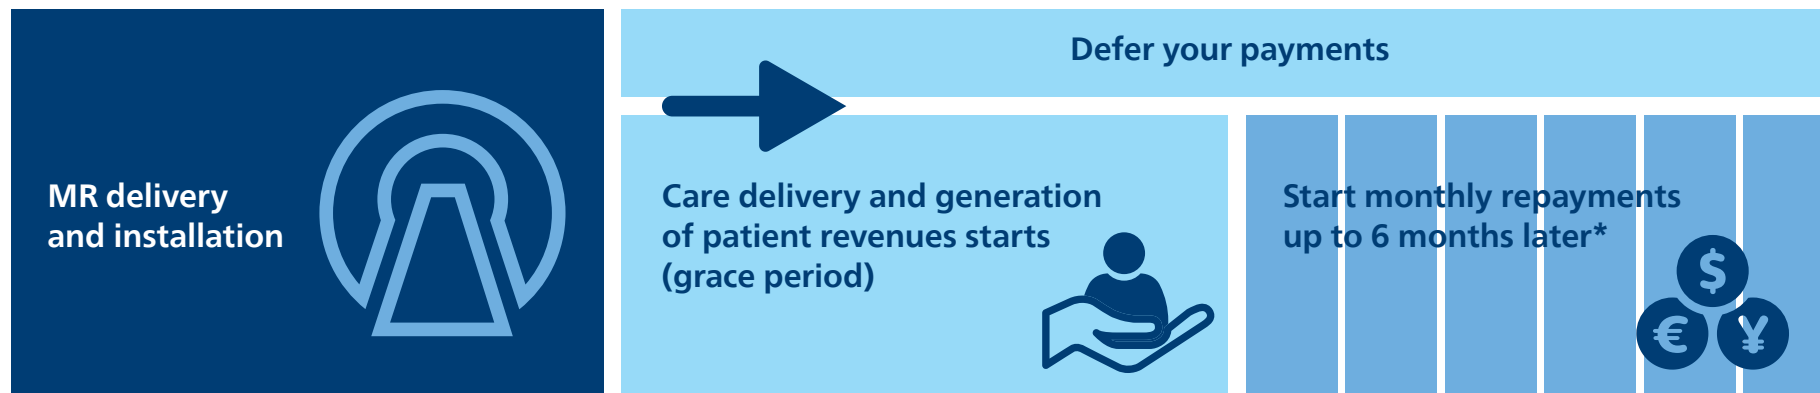 MR delivery
and installation
Defer your payments
Care delivery and generation
of patient revenues starts
(grace period)
Start monthly repayments
up to 6 months later*
$
€
¥